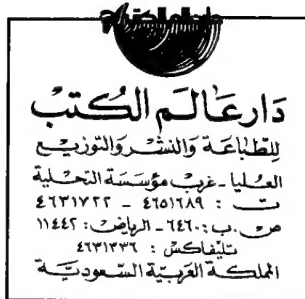 دار عالم الكتب
للطباعة والنشر والتوزيع
العليا - غرب مؤسسة التحلية
ت : ٤٦٥١٦٨٩ - ٤٦٣١٧٢٢
ص.ب: ٦٤٦٠ - الرياض: ١١٤٤٢
تليفاكس : ٤٦٣١٣٣٦
المملكة العربية السعودية